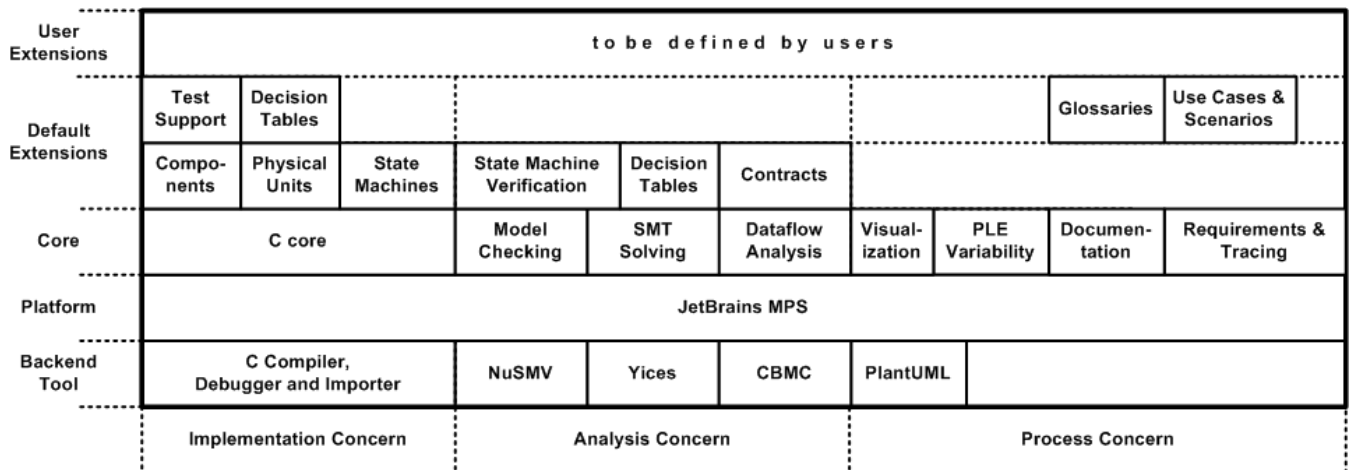 User
Extensions
to be defined by users
Default
Extensions
Test
Support
Decision
Tables
Glossaries
Use Cases &
Scenarios
Compo-
nents
Physical
Units
State
Machines
State Machine
Verification
Decision
Tables
Contracts
Core
C core
Model
Checking
SMT
Solving
Dataflow
Analysis
Visual-
ization
PLE
Variability
Documen-
tation
Requirements &
Tracing
Platform
JetBrains MPS
Backend
Tool
C Compiler,
Debugger and Importer
NuSMV
Yices
CBMC
PlantUML
Implementation Concern
Analysis Concern
Process Concern